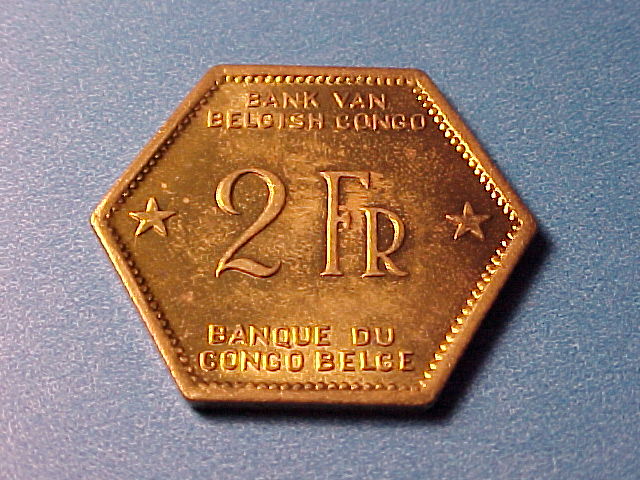 BANK VAN
BELGISH CONGO
2 FR
BANQUE DU
CONGO BELGE